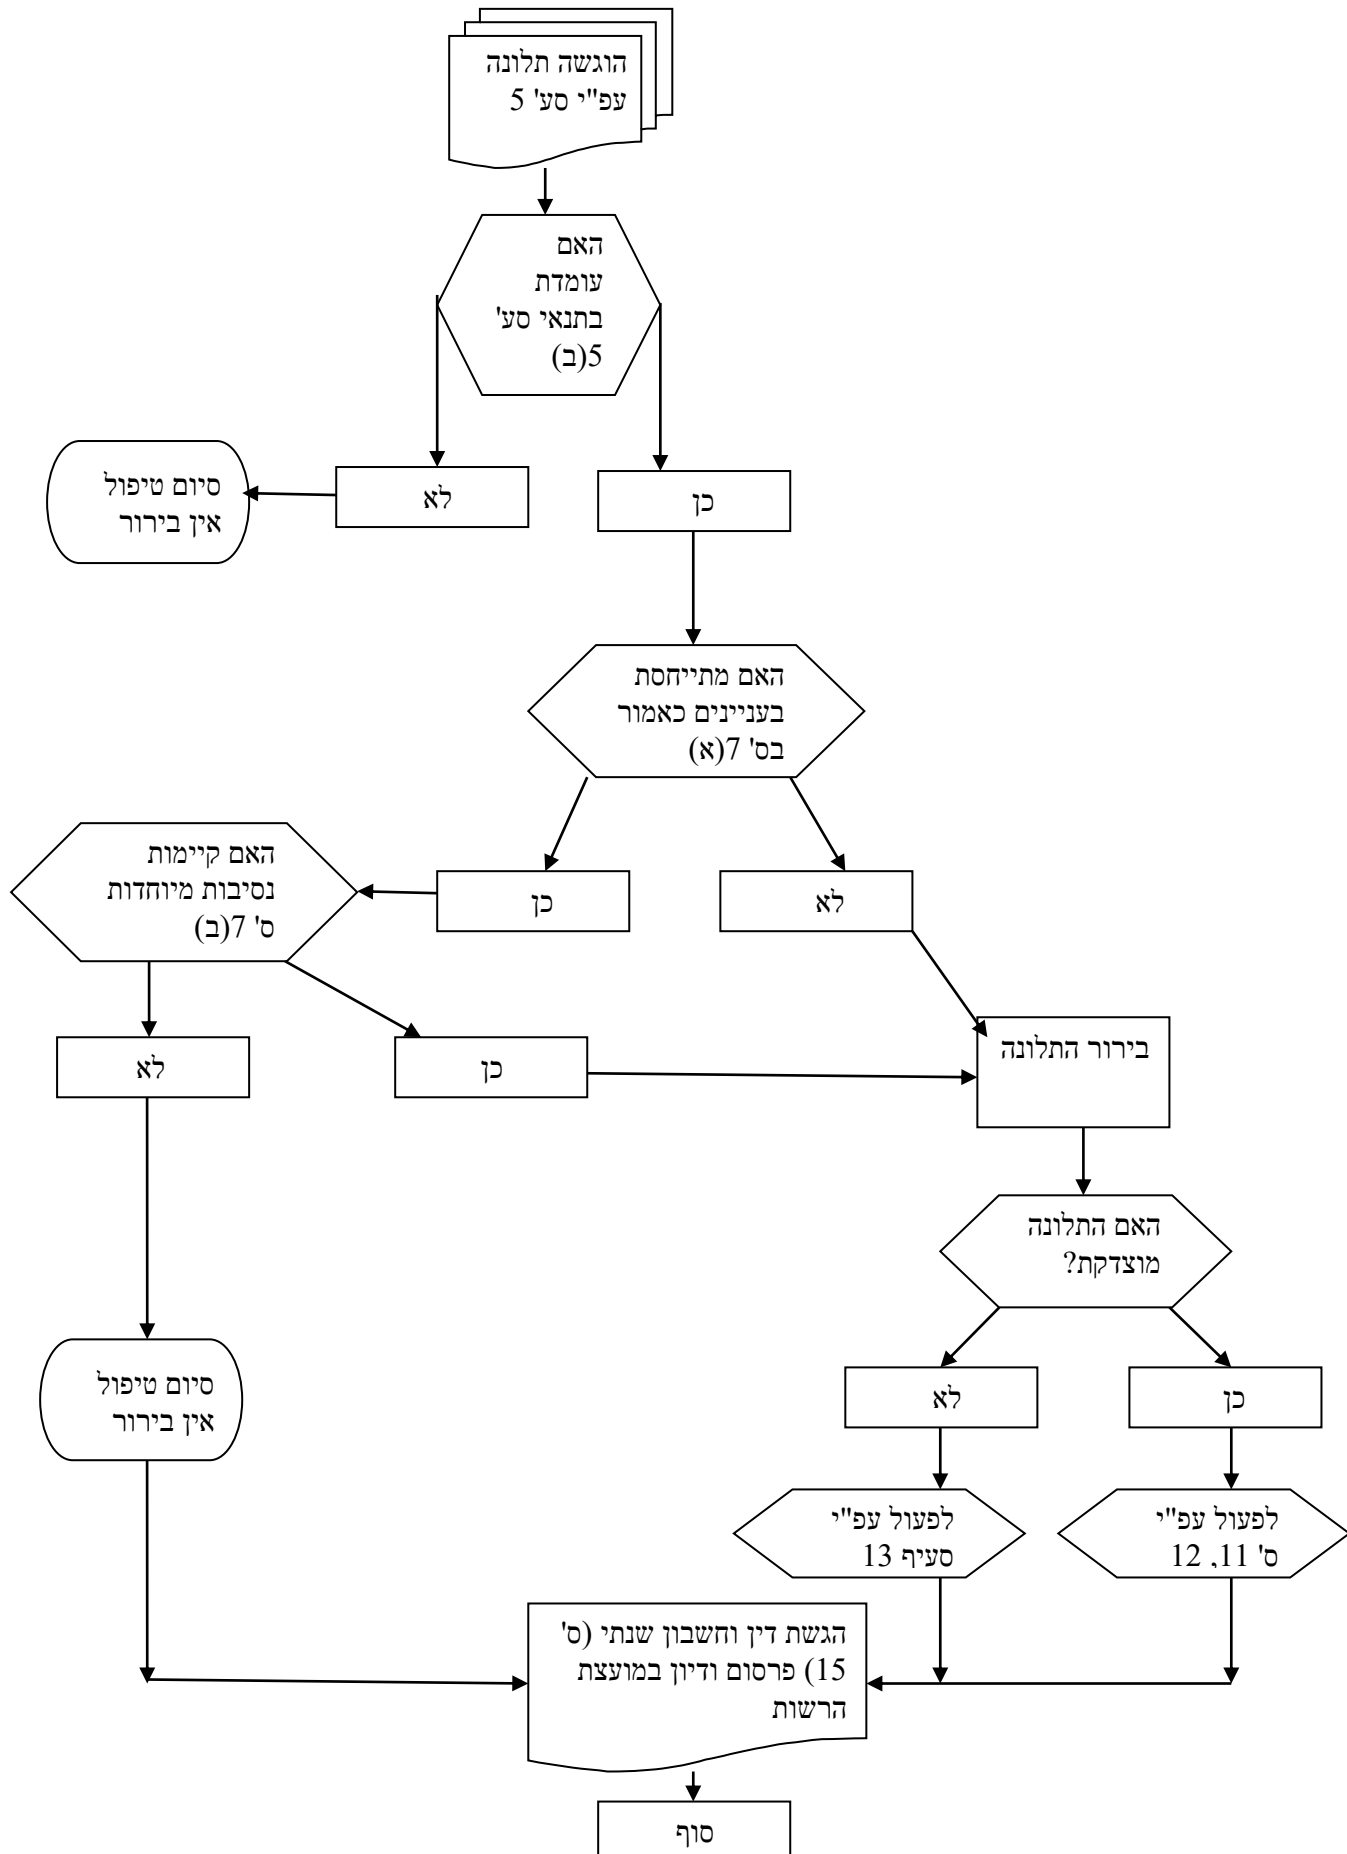 הוגשה תלונה
עפ"י סע' 5
האם
עומדת
בתנאי סע'
5(ב)
כן
לא
סיום טיפול
אין בירור
האם מתייחסת
בעניינים כאמור
בס' 7(א)
לא
כן
האם קיימות
נסיבות מיוחדות
ס' 7(ב)
בירור התלונה
כן
לא
האם התלונה
מוצדקת?
כן
לא
סיום טיפול
אין בירור
לפעול עפ"י
ס' 11, 12
לפעול עפ"י
סעיף 13
הגשת דין וחשבון שנתי (ס'
15) פרסום ודיון במועצת
הרשות
סוף